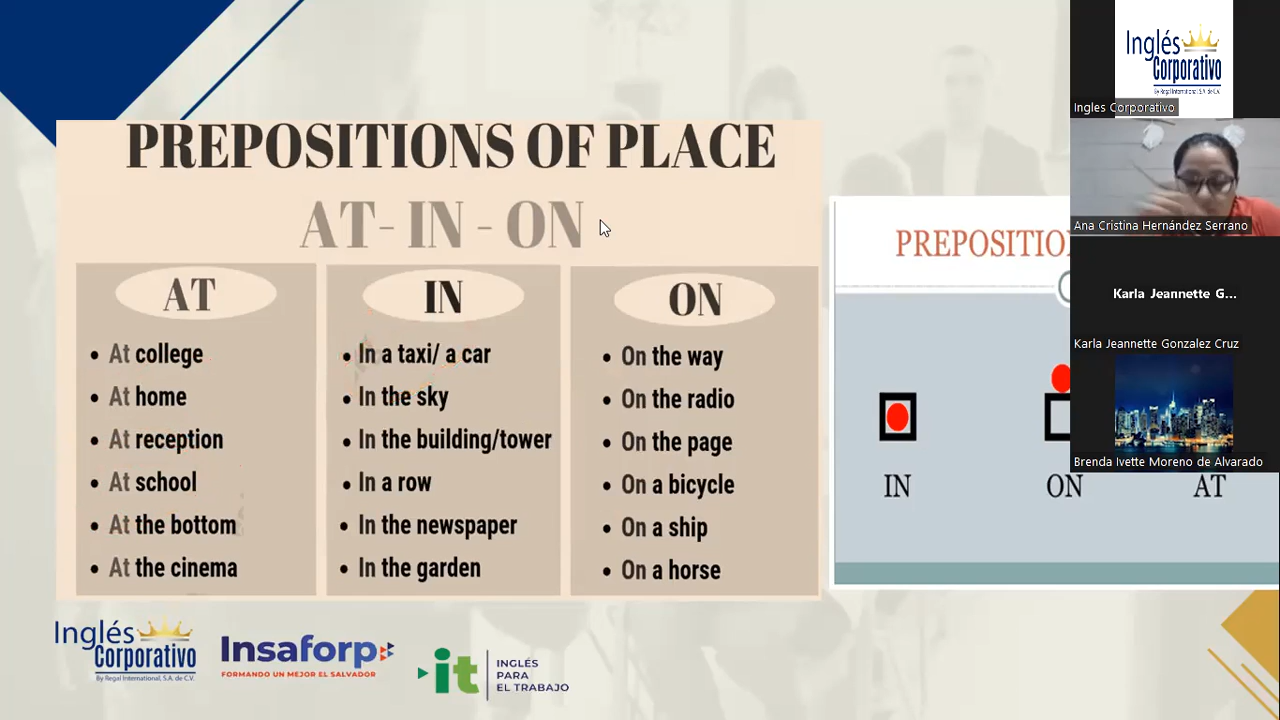 PREPOSITIONS OF PLACE
AT- IN - ON
AT
At college
At home
At reception
At school
At the bottom
At the cinema
IN
In a taxi/ a car
In the sky
In the building/tower
In a row
In the newspaper
In the garden
ON
On the way
On the radio
On the page
On a bicycle
On a ship
On a horse
PREPOSITIO
IN
ON
AT
Inglés
Corporativo
By Regal International, S.A. de C.V.
Ingles Corporativo
Ana Cristina Hernández Serrano
Karla Jeannette G...
Karla Jeannette Gonzalez Cruz
Brenda Ivette Moreno de Alvarado
Inglés
Corporativo
By Regal International, S.A. de C.V.
Insaforp
FORMANDO UN MEJOR EL SALVADOR
it
INGLÉS
PARA
EL TRABAJO